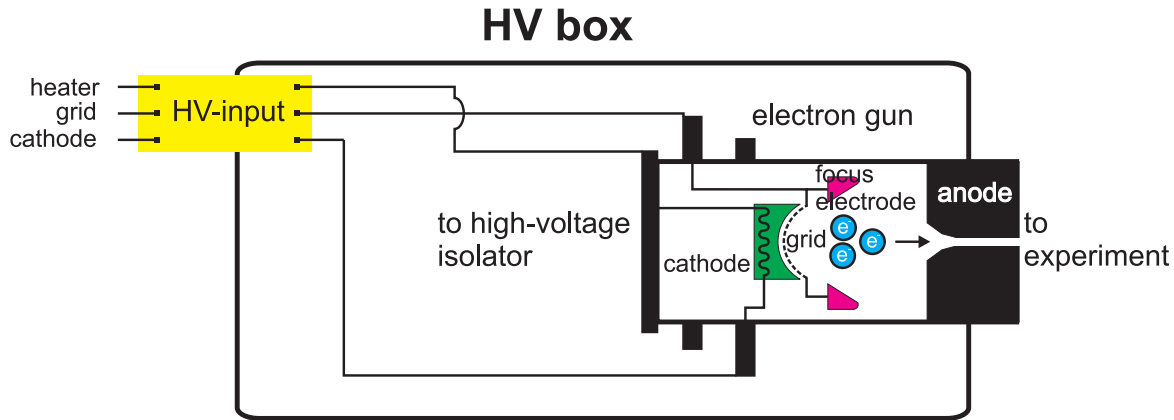 HV box
heater
grid
cathode
HV-input
electron gun
focus
electrode
anode
to high-voltage
isolator
grid
cathode
e-
e-
e-
to
experiment